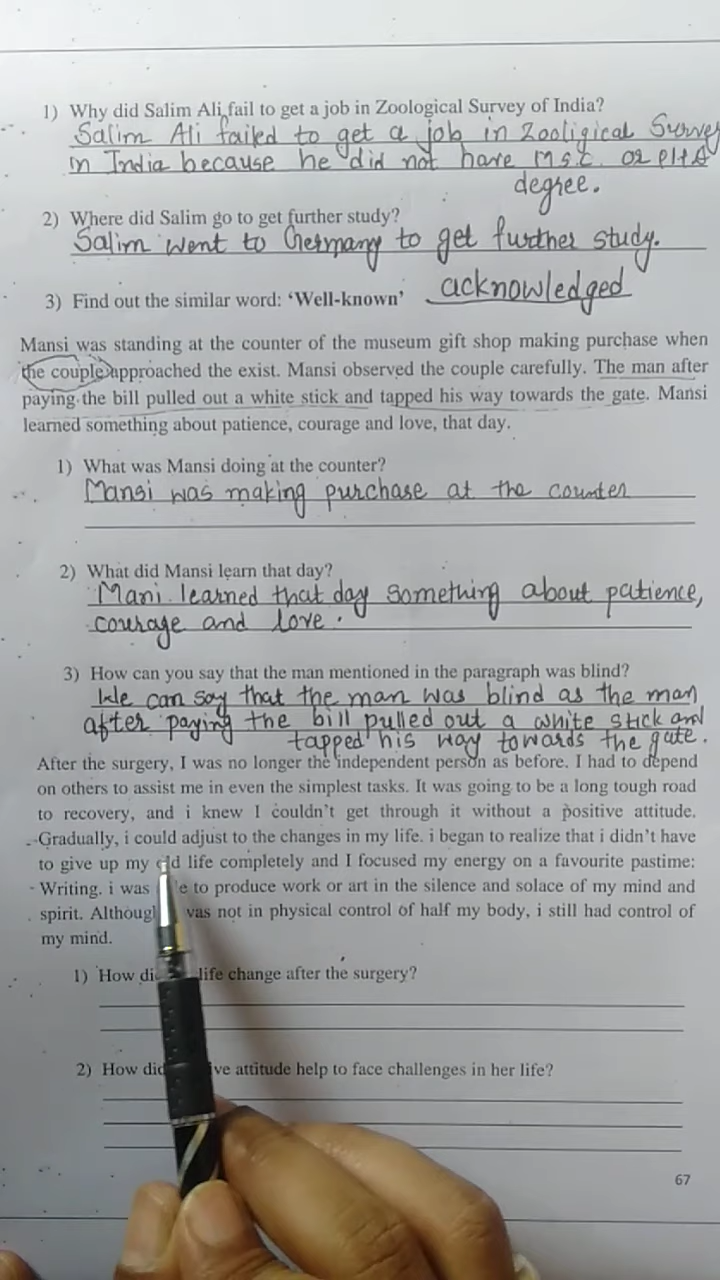 1) Why did Salim Ali fail to get a job in Zoological Survey of India?
Salim Ali failed to get a job in Zooligical Survey
in India because he did not have M.S.C. or PHA
degree.
2) Where did Salim go to get further study?
Salim went to Germany to get further study.
3) Find out the similar word: ‘Well-known’ acknowledged
Mansi was standing at the counter of the museum gift shop making purchase when
the couple approached the exist. Mansi observed the couple carefully. The man after
paying the bill pulled out a white stick and tapped his way towards the gate. Mansi
learned something about patience, courage and love, that day.
1) What was Mansi doing at the counter?
Mansi was making purchase at the counter
2) What did Mansi learn that day?
Mani learned that day something about patience,
courage and love.
3) How can you say that the man mentioned in the paragraph was blind?
We can say that the man was blind as the man
after paying the bill pulled out a white stick and
tapped his way towards the gate.
After the surgery, I was no longer the independent person as before. I had to depend
on others to assist me in even the simplest tasks. It was going to be a long tough road
to recovery, and i knew I couldn’t get through it without a positive attitude.
Gradually, i could adjust to the changes in my life. i began to realize that i didn’t have
to give up my old life completely and I focused my energy on a favourite pastime:
Writing. i was to produce work or art in the silence and solace of my mind and
spirit. was not in physical control of half my body, i still had control of
my mind.
1) How life change after the surgery?
2) How attitude help to face challenges in her life?
67